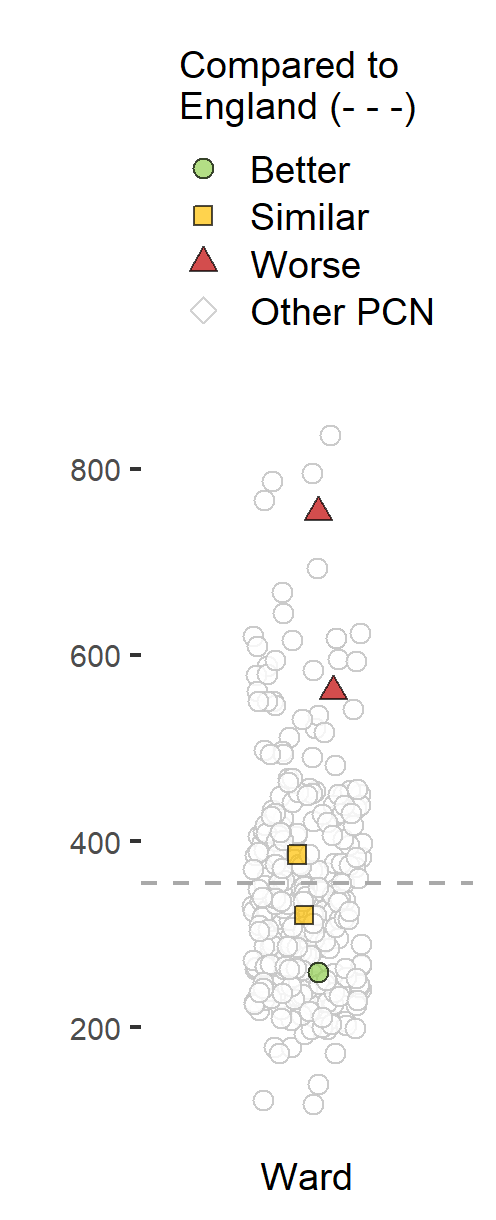 Compared to
England (- - -)
Better
Similar
Worse
Other PCN
800
600
400
200
Ward